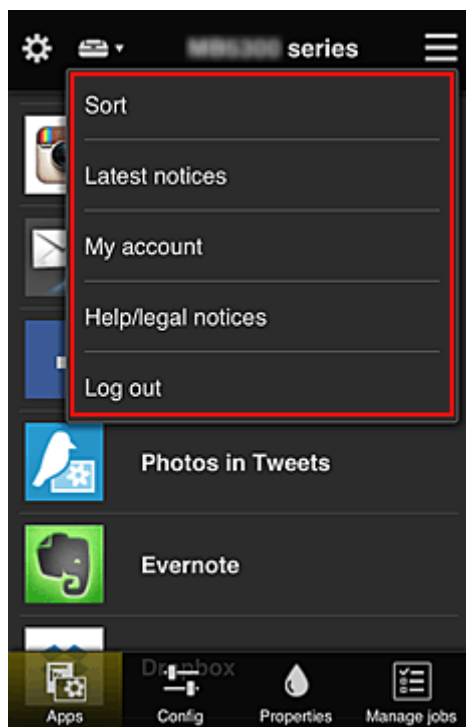 series
Sort
Latest notices
My account
Help/legal notices
Log out
Photos in Tweets
Evernote
Dropbox
Apps
Config
Properties
Manage jobs